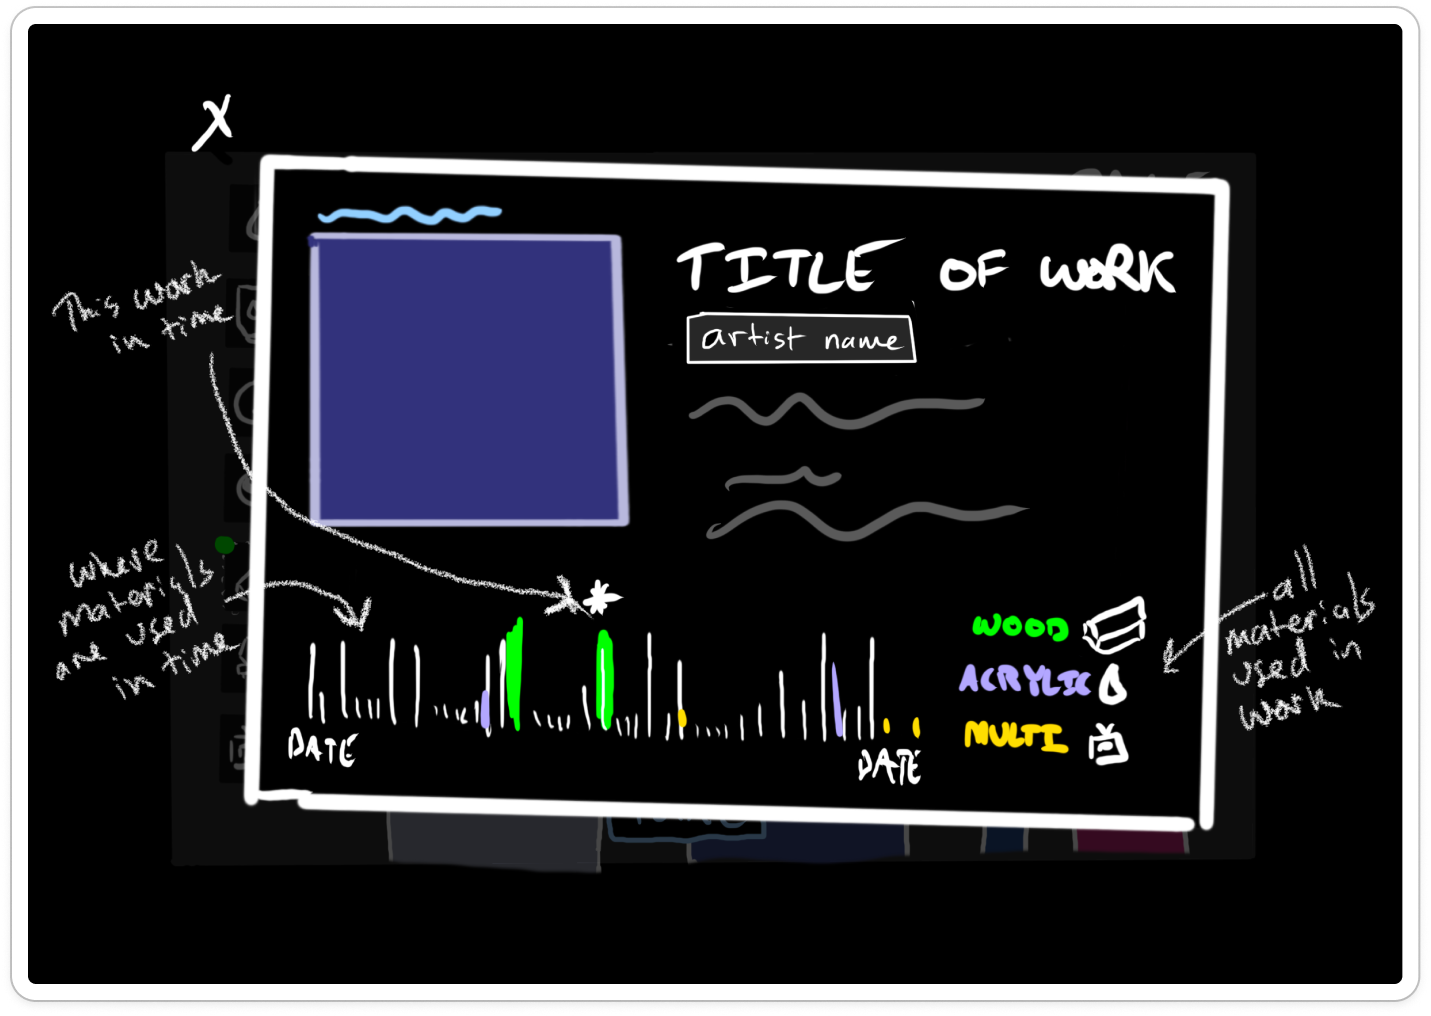 X
TITLE OF WORK
artist name
This work
in time
where
materials
are used
in time
*
WOOD
ACRYLIC
MULTI
all
materials
used in
work
DATE
DATE